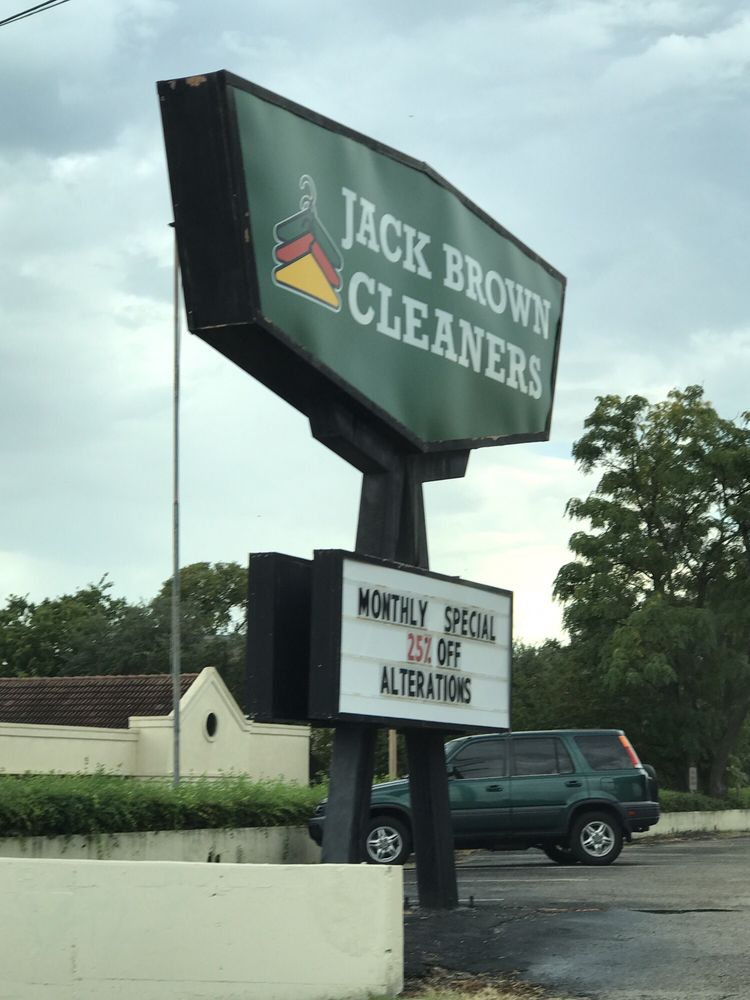 JACK BROWN
CLEANERS
MONTHLY SPECIAL
25% OFF
ALTERATIONS